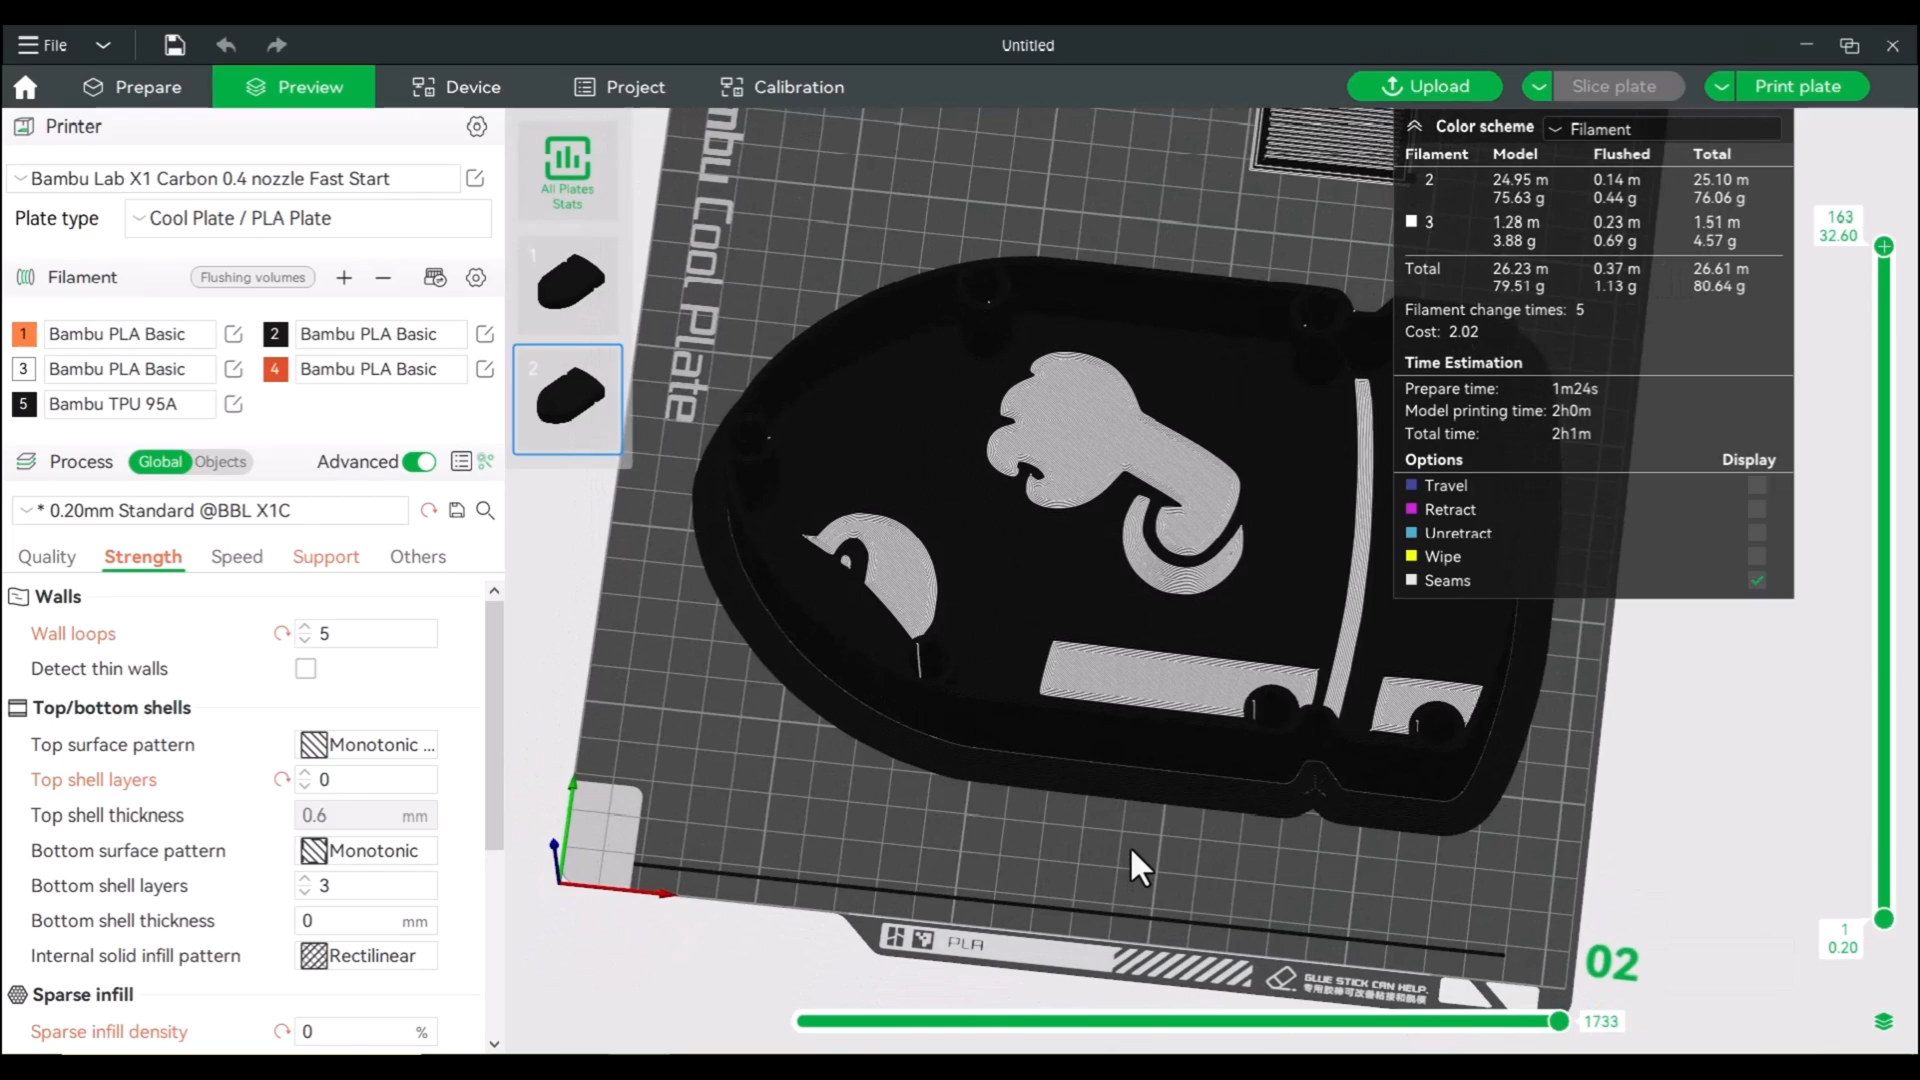 File
Untitled
Prepare
Preview
Device
Project
Calibration
Upload
Slice plate
Print plate
Printer
Bambu Lab X1 Carbon 0.4 nozzle Fast Start
Plate type
Cool Plate / PLA Plate
Filament
Flushing volumes
1 Bambu PLA Basic
2 Bambu PLA Basic
3 Bambu PLA Basic
4 Bambu PLA Basic
5 Bambu TPU 95A
Process
Global
Objects
Advanced
* 0.20mm Standard @BBL X1C
Quality
Strength
Speed
Support
Others
Walls
Wall loops 5
Detect thin walls
Top/bottom shells
Top surface pattern Monotonic ...
Top shell layers 0
Top shell thickness 0.6 mm
Bottom surface pattern Monotonic
Bottom shell layers 3
Bottom shell thickness 0 mm
Internal solid infill pattern Rectilinear
Sparse infill
Sparse infill density 0 %
All Plates
Stats
1
2
mbu Cool Plate
Color scheme Filament
Filament Model Flushed Total
2 24.95 m 0.14 m 25.10 m
75.63 g 0.44 g 76.06 g
3 1.28 m 0.23 m 1.51 m
3.88 g 0.69 g 4.57 g
Total 26.23 m 0.37 m 26.61 m
79.51 g 1.13 g 80.64 g
Filament change times: 5
Cost: 2.02
Time Estimation
Prepare time: 1m24s
Model printing time: 2h0m
Total time: 2h1m
Options Display
Travel
Retract
Unretract
Wipe
Seams
163
32.60
1
0.20
PLA
GLUE STICK CAN HELP.
02
1733